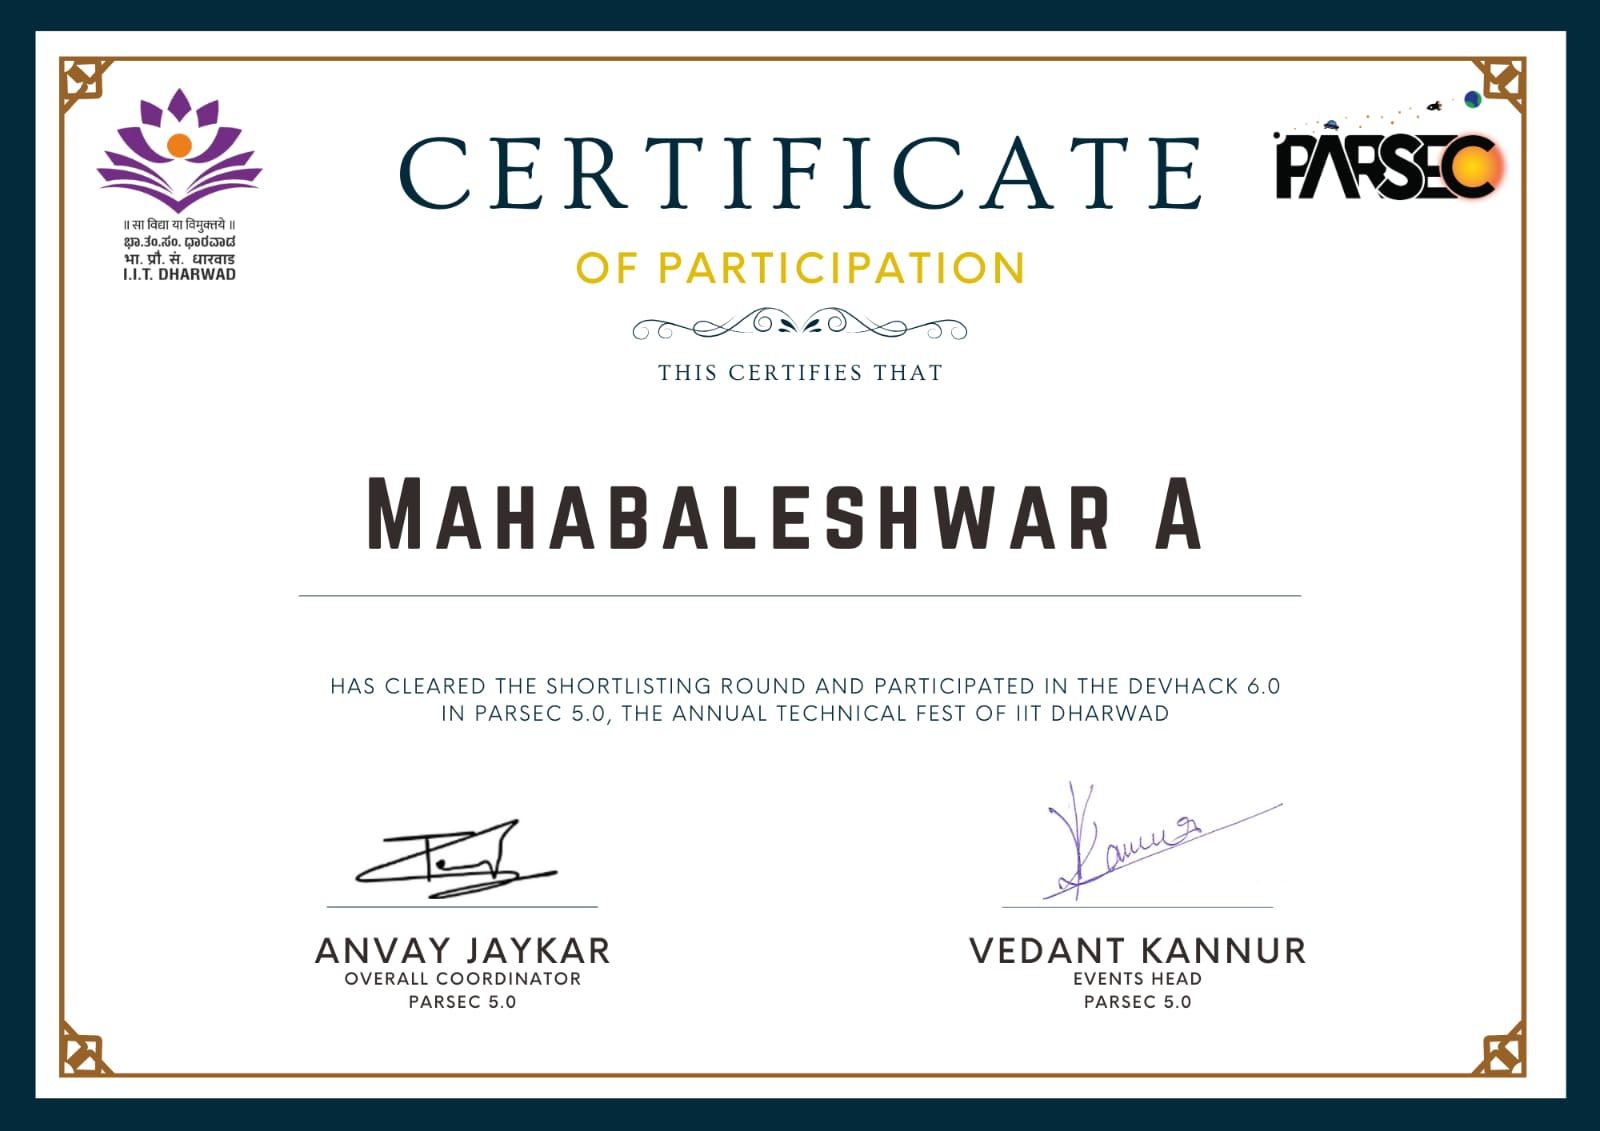 CERTIFICATE
OF PARTICIPATION
THIS CERTIFIES THAT
॥ सा विद्या या विमुक्तये ॥
ಭಾ.ತಂ.ಸಂ. ಧಾರವಾಡ
भा. प्रौ. सं. धारवाड
I.I.T. DHARWAD
PARSEC
MAHABALESHWAR A
HAS CLEARED THE SHORTLISTING ROUND AND PARTICIPATED IN THE DEVHACK 6.0
IN PARSEC 5.0, THE ANNUAL TECHNICAL FEST OF IIT DHARWAD
Kannur
ANVAY JAYKAR
OVERALL COORDINATOR
PARSEC 5.0
VEDANT KANNUR
EVENTS HEAD
PARSEC 5.0